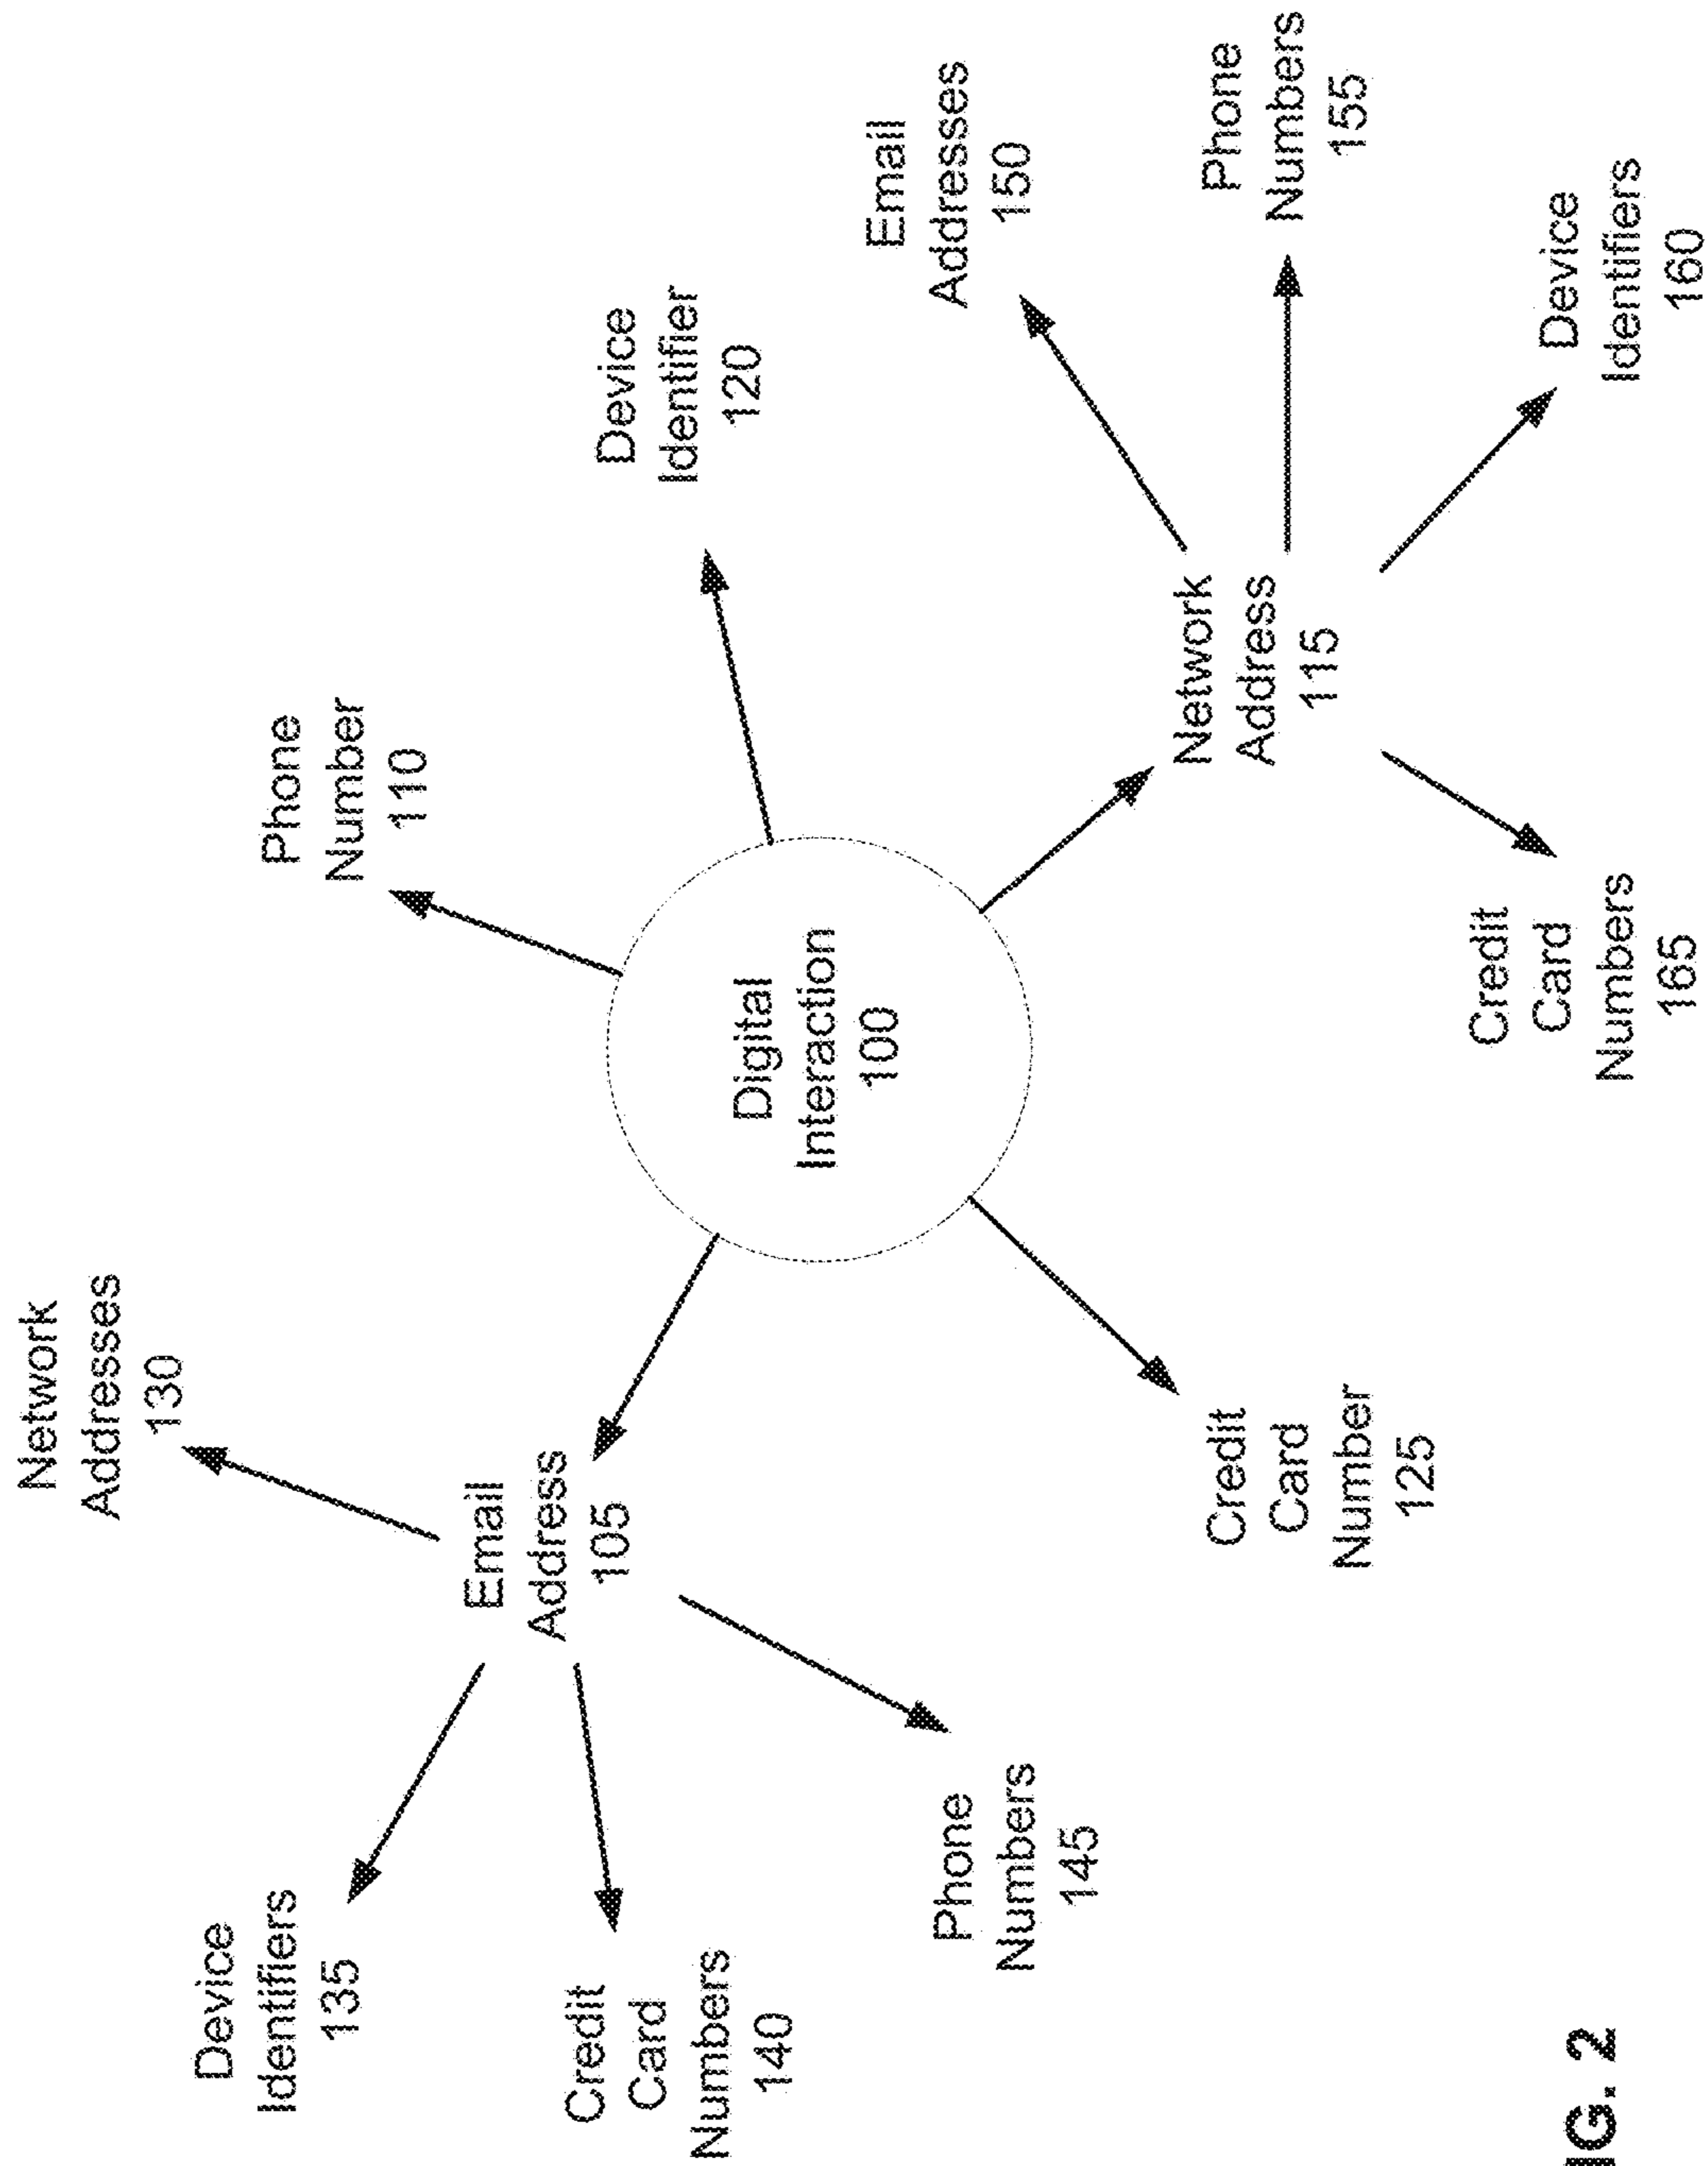 Network
Addresses
130
Device
Identifiers
135
Phone
Number
110
Email
Address
105
Credit
Card
Numbers
140
Device
Identifier
120
Digital
Interaction
100
Email
Addresses
150
Phone
Numbers
145
Network
Address
115
Phone
Numbers
155
Credit
Card
Number
125
Credit
Card
Numbers
165
Device
Identifiers
160
IG. 2